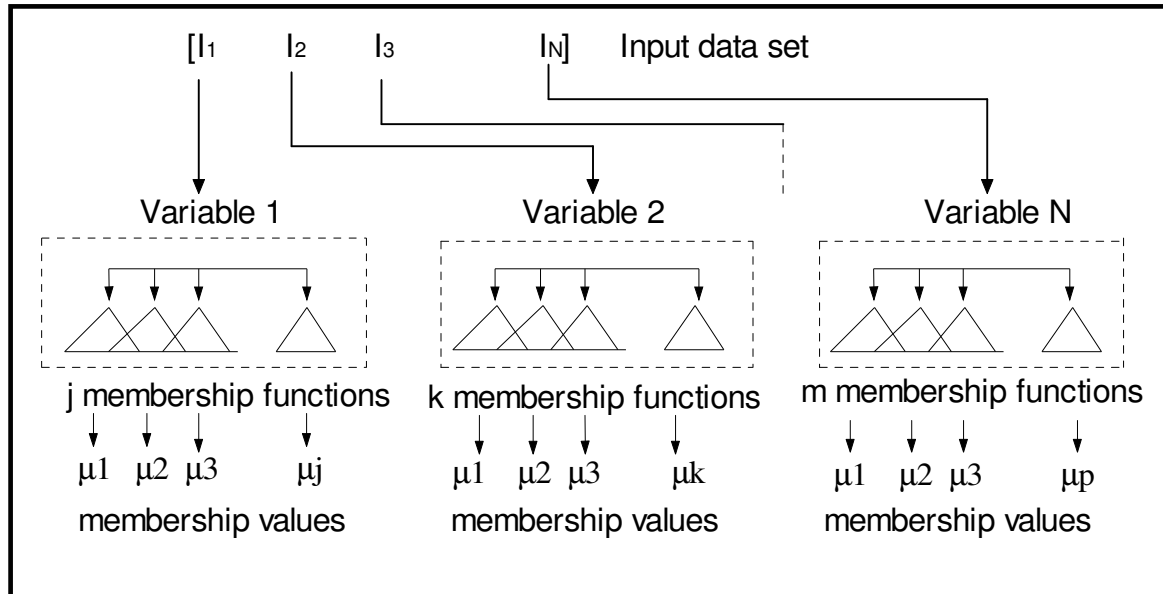 [I1 I2 I3 IN] Input data set
Variable 1 Variable 2 Variable N
j membership functions k membership functions m membership functions
μ1 μ2 μ3 μj μ1 μ2 μ3 μk μ1 μ2 μ3 μp
membership values membership values membership values